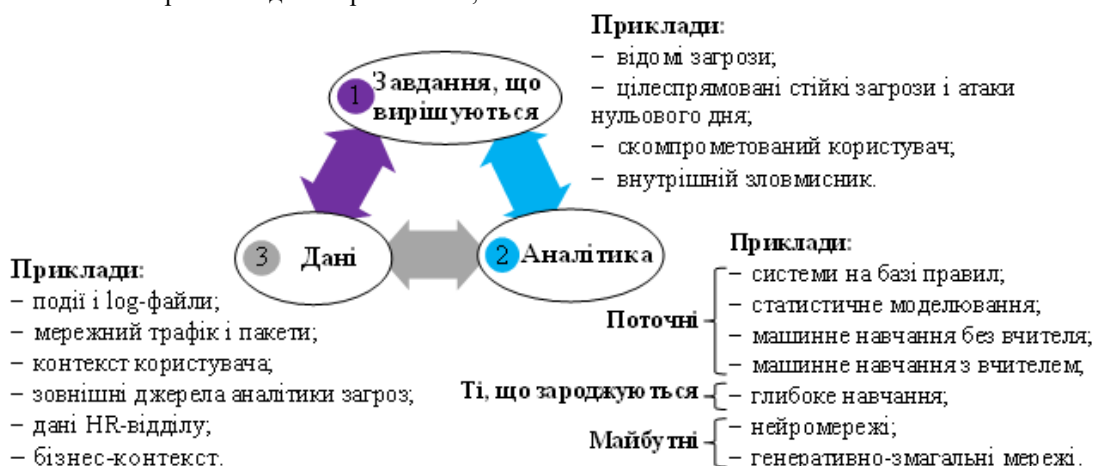 Приклади:
– відомі загрози;
– цілеспрямовані стійкі загрози і атаки
нульового дня;
– скомпрометований користувач;
– внутрішній зловмисник.
1
Завдання, що
вирішуються
3 Дані
2 Аналітика
Приклади:
– події і log-файли;
– мережний трафік і пакети;
– контекст користувача;
– зовнішні джерела аналітики загроз;
– дані HR-відділу;
– бізнес-контекст.
Приклади:
Поточні
– системи на базі правил;
– статистичне моделювання;
– машинне навчання без вчителя;
– машинне навчання з вчителем;
Ті, що зароджуються
– глибоке навчання;
Майбутні
– нейромережі;
– генеративно-змагальні мережі.